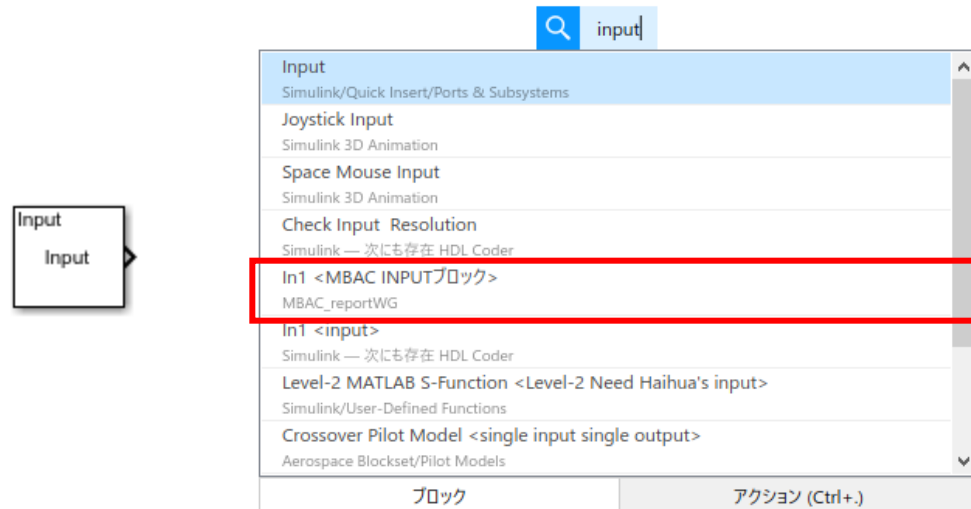 input
Input
Simulink/Quick Insert/Ports & Subsystems
Joystick Input
Simulink 3D Animation
Space Mouse Input
Simulink 3D Animation
Check Input  Resolution
Simulink — 次にも存在 HDL Coder
In1 <MBAC INPUTブロック>
MBAC_reportWG
In1 <input>
Simulink — 次にも存在 HDL Coder
Level-2 MATLAB S-Function <Level-2 Need Haihua's input>
Simulink/User-Defined Functions
Crossover Pilot Model <single input single output>
Aerospace Blockset/Pilot Models
ブロック
アクション (Ctrl+.)
Input
Input